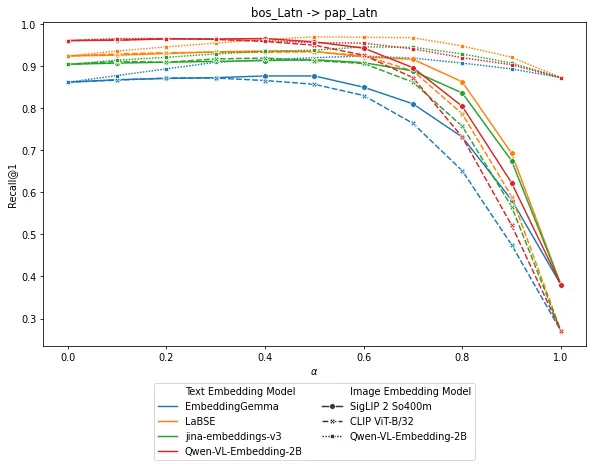 bos_Latn -> pap_Latn
1.0
0.9
0.8
0.7
0.6
0.5
0.4
0.3
Recall@1
0.0 0.2 0.4 0.6 0.8 1.0
α
Text Embedding Model
EmbeddingGemma
LaBSE
jina-embeddings-v3
Qwen-VL-Embedding-2B
Image Embedding Model
SigLIP 2 So400m
CLIP ViT-B/32
Qwen-VL-Embedding-2B